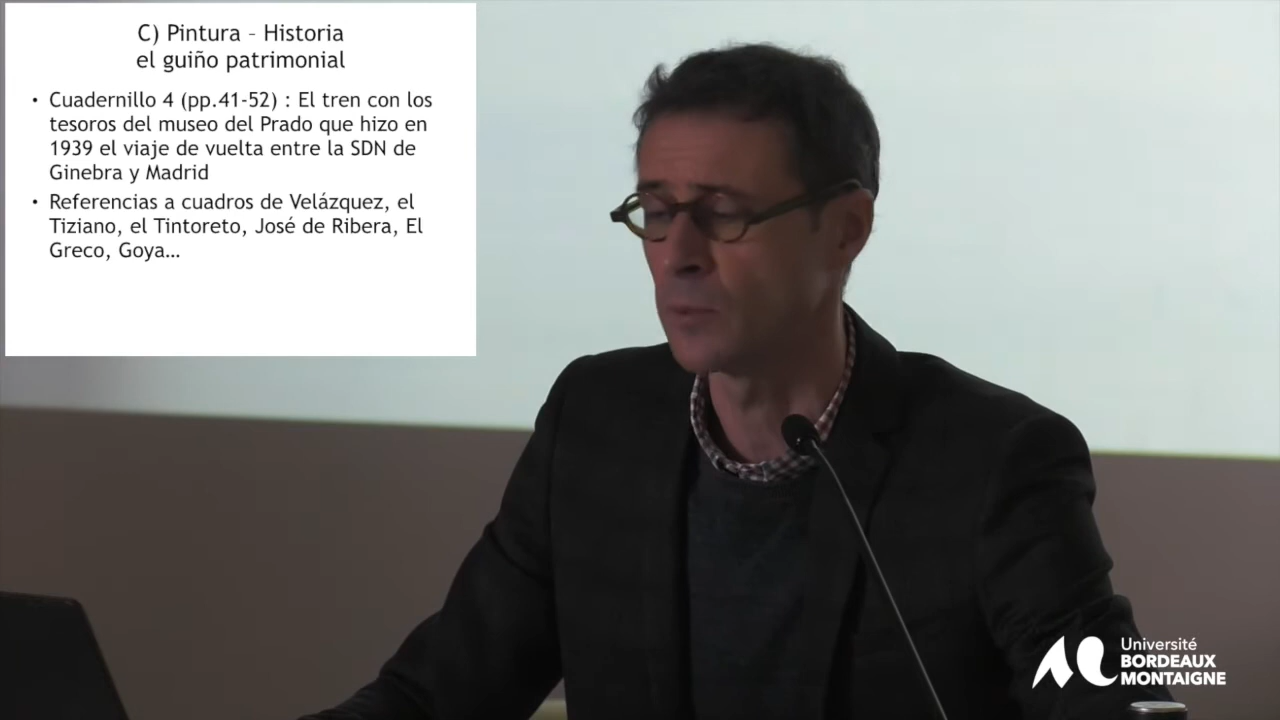 C) Pintura – Historia
el guiño patrimonial
• Cuadernillo 4 (pp.41-52) : El tren con los
tesoros del museo del Prado que hizo en
1939 el viaje de vuelta entre la SDN de
Ginebra y Madrid
• Referencias a cuadros de Velázquez, el
Tiziano, el Tintoreto, José de Ribera, El
Greco, Goya…
Université
BORDEAUX
MONTAIGNE